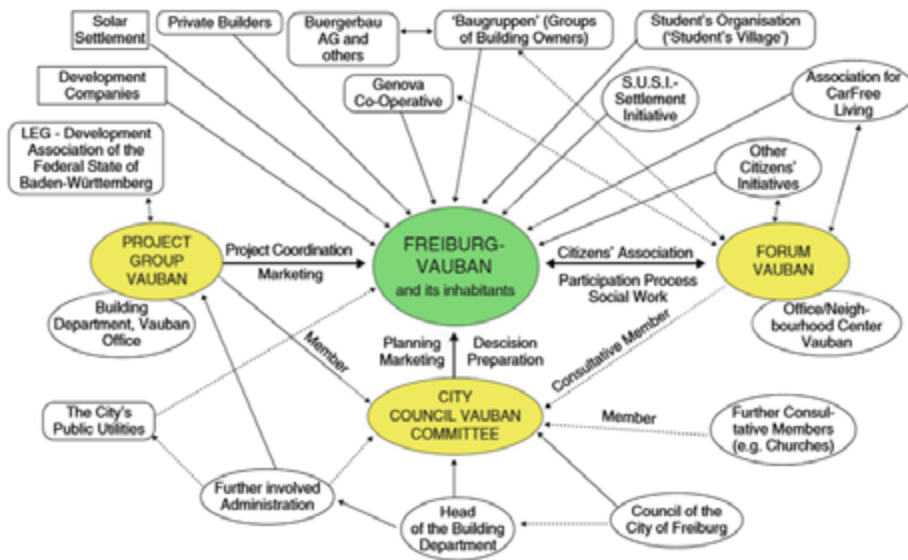 Solar
Settlement
Private Builders
Buergerbau
AG and
others
'Baugruppen' (Groups
of Building Owners)
Student's Organisation
('Student's Village')
Development
Companies
Genova
Co-Operative
S.U.S.I.-
Settlement
Initiative
Association for
CarFree
Living
LEG - Development
Association of the
Federal State of
Baden-Württemberg
Other
Citizens'
Initiatives
PROJECT
GROUP
VAUBAN
Project Coordination
Marketing
FREIBURG-
VAUBAN
and its inhabitants
Citizens' Association
Participation Process
Social Work
FORUM
VAUBAN
Building
Department, Vauban
Office
Office/Neigh-
bourhood Center
Vauban
Member
Planning
Marketing
Descision
Preparation
Consultative Member
The City's
Public Utilities
CITY
COUNCIL VAUBAN
COMMITTEE
Member
Further Consul-
tative Members
(e.g. Churches)
Further involved
Administration
Head
of the Building
Department
Council of the
City of Freiburg